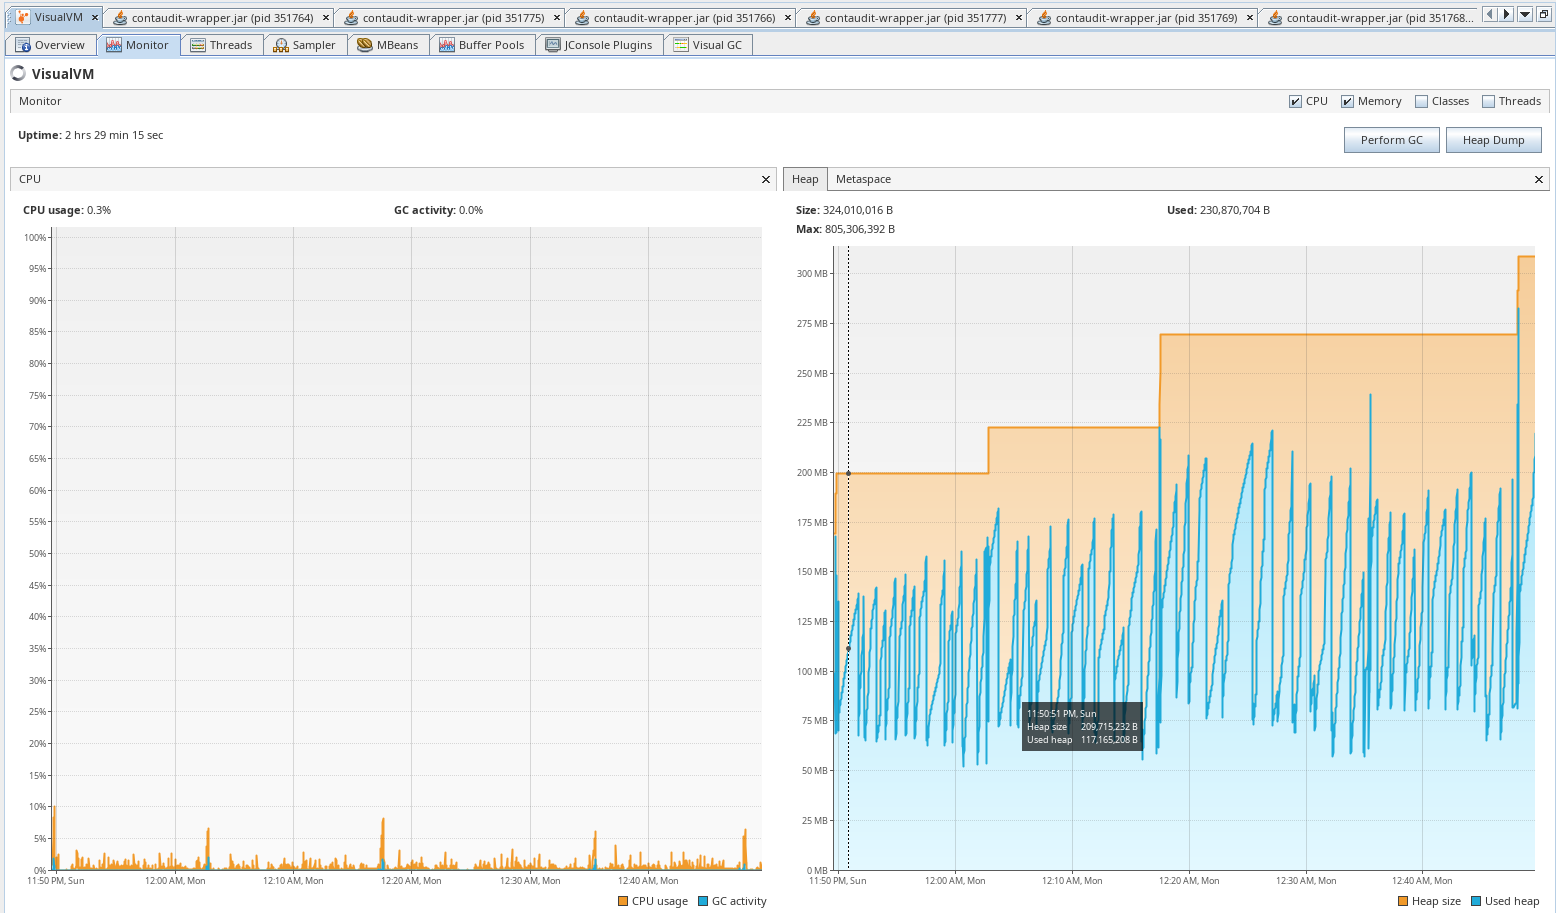 VisualVM contaudit-wrapper.jar (pid 351764) contaudit-wrapper.jar (pid 351775) contaudit-wrapper.jar (pid 351766) contaudit-wrapper.jar (pid 351777) contaudit-wrapper.jar (pid 351769) contaudit-wrapper.jar (pid 351768...
Overview Monitor Threads Sampler MBeans Buffer Pools JConsole Plugins Visual GC
VisualVM
Monitor CPU Memory Classes Threads
Uptime: 2 hrs 29 min 15 sec
Perform GC Heap Dump
CPU
CPU usage: 0.3% GC activity: 0.0%
100%
95%
90%
85%
80%
75%
70%
65%
60%
55%
50%
45%
40%
35%
30%
25%
20%
15%
10%
5%
0%
11:50 PM, Sun 12:00 AM, Mon 12:10 AM, Mon 12:20 AM, Mon 12:30 AM, Mon 12:40 AM, Mon
CPU usage GC activity
Heap Metaspace
Size: 324,010,016 B Used: 230,870,704 B
Max: 805,306,392 B
300 MB
275 MB
250 MB
225 MB
200 MB
175 MB
150 MB
125 MB
100 MB
75 MB
50 MB
25 MB
0 MB
11:50:51 PM, Sun
Heap size 209,715,232 B
Used heap 117,165,208 B
11:50 PM, Sun 12:00 AM, Mon 12:10 AM, Mon 12:20 AM, Mon 12:30 AM, Mon 12:40 AM, Mon
Heap size Used heap